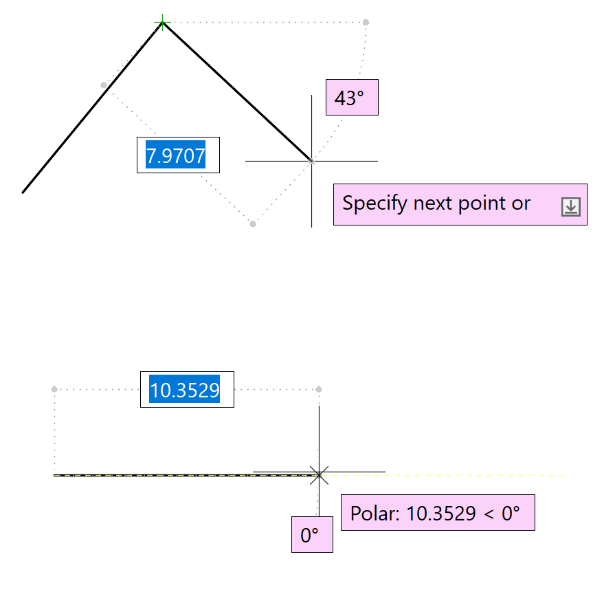 43°
7.9707
Specify next point or
10.3529
Polar: 10.3529 < 0°
0°